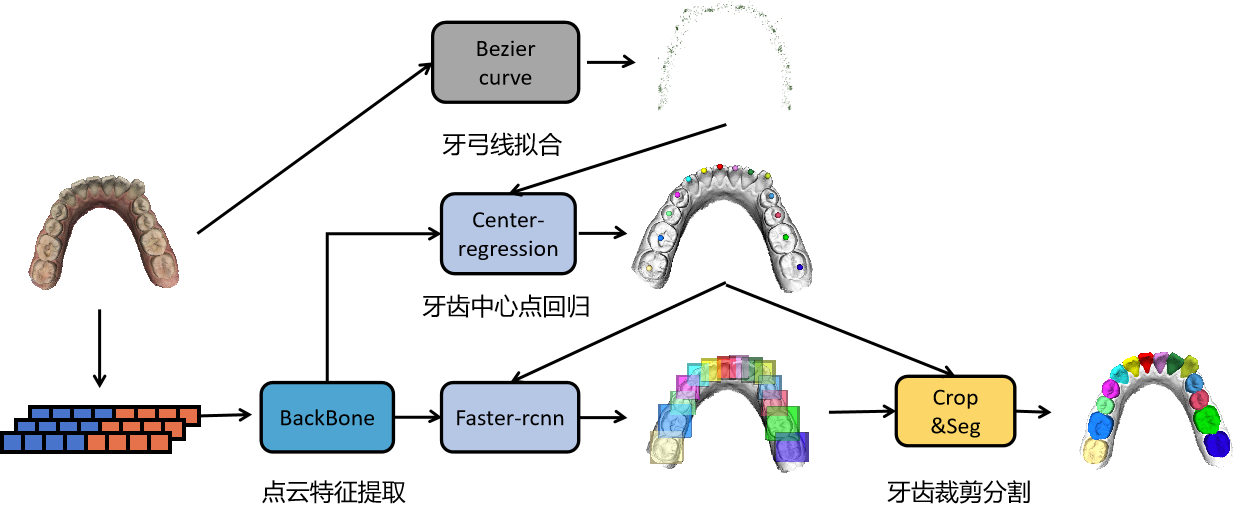 Bezier
curve
牙弓线拟合
Center-
regression
牙齿中心点回归
BackBone
Faster-rcnn
Crop
&Seg
点云特征提取
牙齿裁剪分割